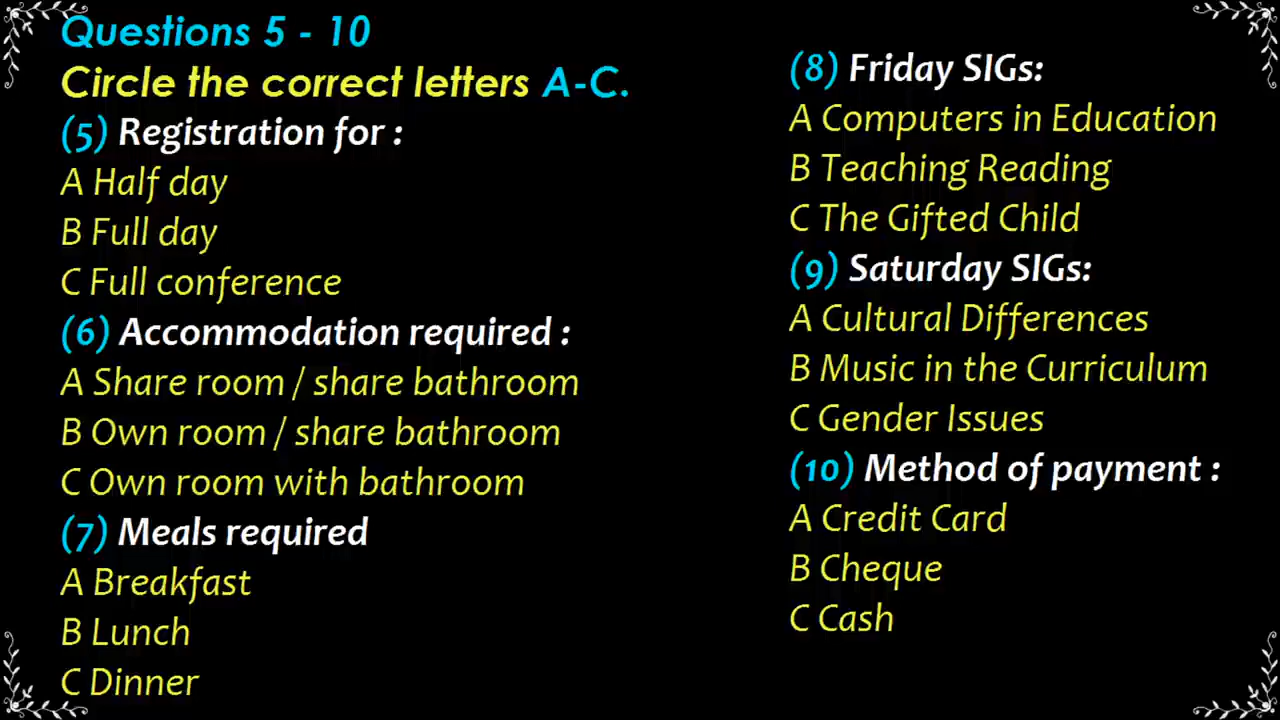 Questions 5 - 10
Circle the correct letters A-C.
(5) Registration for :
A Half day
B Full day
C Full conference
(6) Accommodation required :
A Share room / share bathroom
B Own room / share bathroom
C Own room with bathroom
(7) Meals required
A Breakfast
B Lunch
C Dinner
(8) Friday SIGs:
A Computers in Education
B Teaching Reading
C The Gifted Child
(9) Saturday SIGs:
A Cultural Differences
B Music in the Curriculum
C Gender Issues
(10) Method of payment :
A Credit Card
B Cheque
C Cash